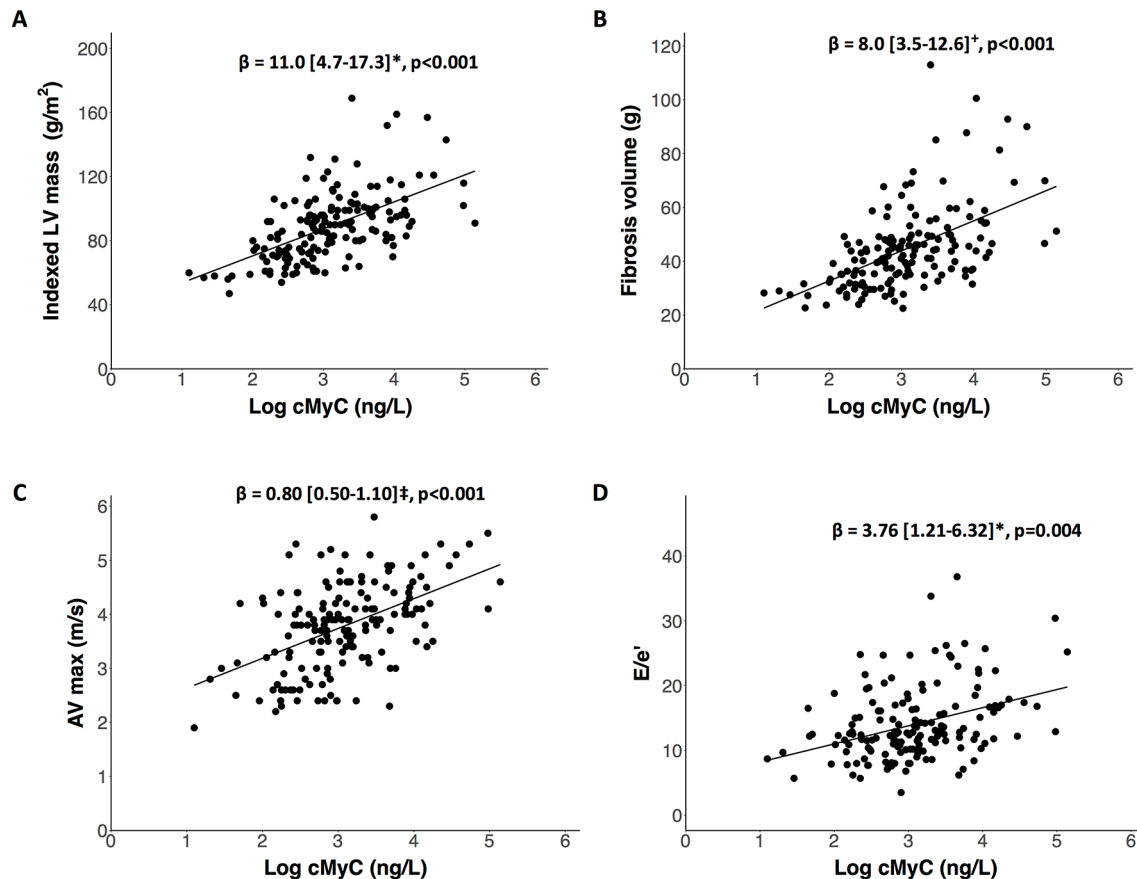 A
β = 11.0 [4.7-17.3]*, p<0.001
200
160
120
80
40
0
Indexed LV mass (g/m²)
0 1 2 3 4 5 6
Log cMyC (ng/L)
B
β = 8.0 [3.5-12.6]⁺, p<0.001
120
100
80
60
40
20
0
Fibrosis volume (g)
0 1 2 3 4 5 6
Log cMyC (ng/L)
C
β = 0.80 [0.50-1.10]‡, p<0.001
6
5
4
3
2
1
0
AV max (m/s)
0 1 2 3 4 5 6
Log cMyC (ng/L)
D
β = 3.76 [1.21-6.32]*, p=0.004
40
30
20
10
0
E/e'
0 1 2 3 4 5 6
Log cMyC (ng/L)